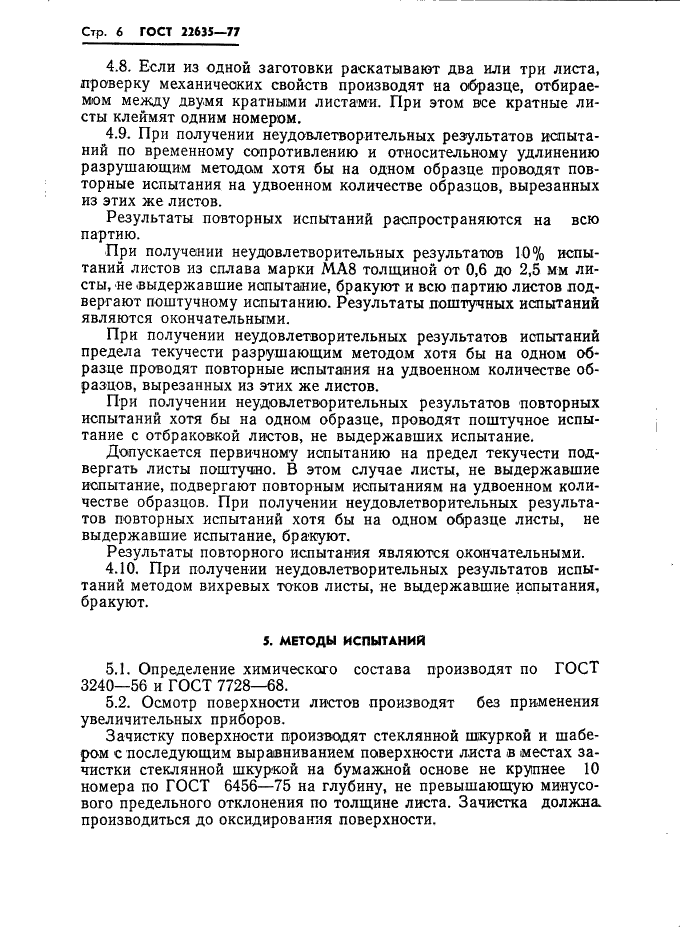 Стр. 6 ГОСТ 22635—77
4.8. Если из одной заготовки раскатывают два или три листа,
проверку механических свойств производят на образце, отбирае-
мом между двумя кратными листами. При этом все кратные ли-
сты клеймят одним номером.
4.9. При получении неудовлетворительных результатов испыта-
ний по временному сопротивлению и относительному удлинению
разрушающим методом хотя бы на одном образце проводят пов-
торные испытания на удвоенном количестве образцов, вырезанных
из этих же листов.
Результаты повторных испытаний распространяются на всю
партию.
При получении неудовлетворительных результатов 10% испы-
таний листов из сплава марки МА8 толщиной от 0,6 до 2,5 мм ли-
сты, не выдержавшие испытание, бракуют и всю партию листов под-
вергают поштучному испытанию. Результаты поштучных испытаний
являются окончательными.
При получении неудовлетворительных результатов испытаний
предела текучести разрушающим методом хотя бы на одном об-
разце проводят повторные испытания на удвоенном количестве об-
разцов, вырезанных из этих же листов.
При получении неудовлетворительных результатов повторных
испытаний хотя бы на одном образце, проводят поштучное испы-
тание с отбраковкой листов, не выдержавших испытание.
Допускается первичному испытанию на предел текучести под-
вергать листы поштучно. В этом случае листы, не выдержавшие
испытание, подвергают повторным испытаниям на удвоенном коли-
честве образцов. При получении неудовлетворительных результа-
тов повторных испытаний хотя бы на одном образце листы, не
выдержавшие испытание, бракуют.
Результаты повторного испытания являются окончательными.
4.10. При получении неудовлетворительных результатов испы-
таний методом вихревых токов листы, не выдержавшие испытания,
бракуют.
5. МЕТОДЫ ИСПЫТАНИЙ
5.1. Определение химического состава производят по ГОСТ
3240—56 и ГОСТ 7728—68.
5.2. Осмотр поверхности листов производят без применения
увеличительных приборов.
Зачистку поверхности производят стеклянной шкуркой и шабе-
ром с последующим выравниванием поверхности листа в местах за-
чистки стеклянной шкуркой на бумажной основе не крупнее 10
номера по ГОСТ 6456—75 на глубину, не превышающую минусо-
вого предельного отклонения по толщине листа. Зачистка должна
производиться до оксидирования поверхности.